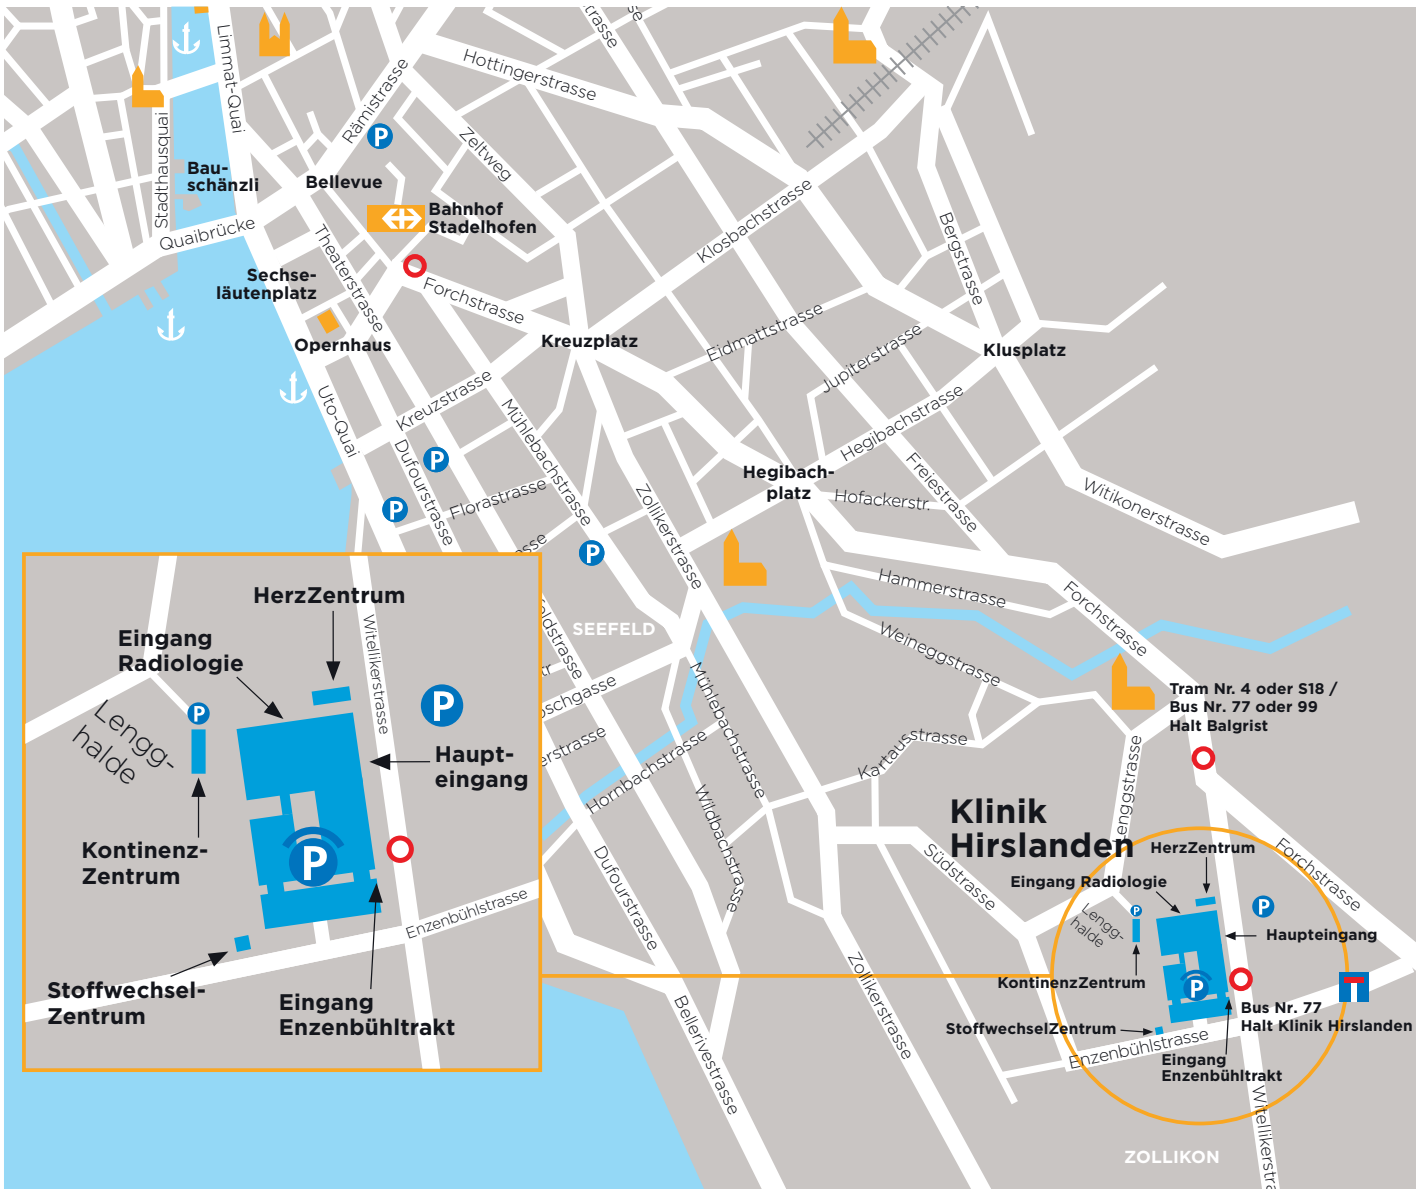 Limmat-Quai
Hottingerstrasse
Rämistrasse
Stadthausquai
Zeltweg
Bau-
schänzli
Bellevue
Bahnhof
Stadelhofen
Quaibrücke
Theaterstrasse
Klosbachstrasse
Bergstrasse
Sechse-
läutenplatz
Forchstrasse
Opernhaus
Kreuzplatz
Eidmattstrasse
Jupiterstrasse
Klusplatz
Uto-Quai
Kreuzstrasse
Mühlebachstrasse
Dufourstrasse
Florastrasse
Zollikerstrasse
Hegibachstrasse
Hegibach-
platz
Hofackerstr.
Freiestrasse
Witikonerstrasse
P
P
P
P
Hammerstrasse
Forchstrasse
Weineggstrasse
SEEFELD
Mühlebachstrasse
Hornbachstrasse
Wildbachstrasse
Kartausstrasse
Lenggstrasse
Südstrasse
Dufourstrasse
Zollikerstrasse
Bellerivestrasse
Tram Nr. 4 oder S18 /
Bus Nr. 77 oder 99
Halt Balgrist
Forchstrasse
HerzZentrum
Eingang
Radiologie
Witellikerstrasse
Lengg-
halde
P
P
Haupt-
eingang
Kontinenz-
Zentrum
P
Enzenbühlstrasse
Stoffwechsel-
Zentrum
Eingang
Enzenbühltrakt
Klinik
Hirslanden
HerzZentrum
Eingang Radiologie
Lengg-
halde
P
P
Haupteingang
KontinenzZentrum
P
Bus Nr. 77
Halt Klinik Hirslanden
StoffwechselZentrum
Enzenbühlstrasse
Eingang
Enzenbühltrakt
ZOLLIKON